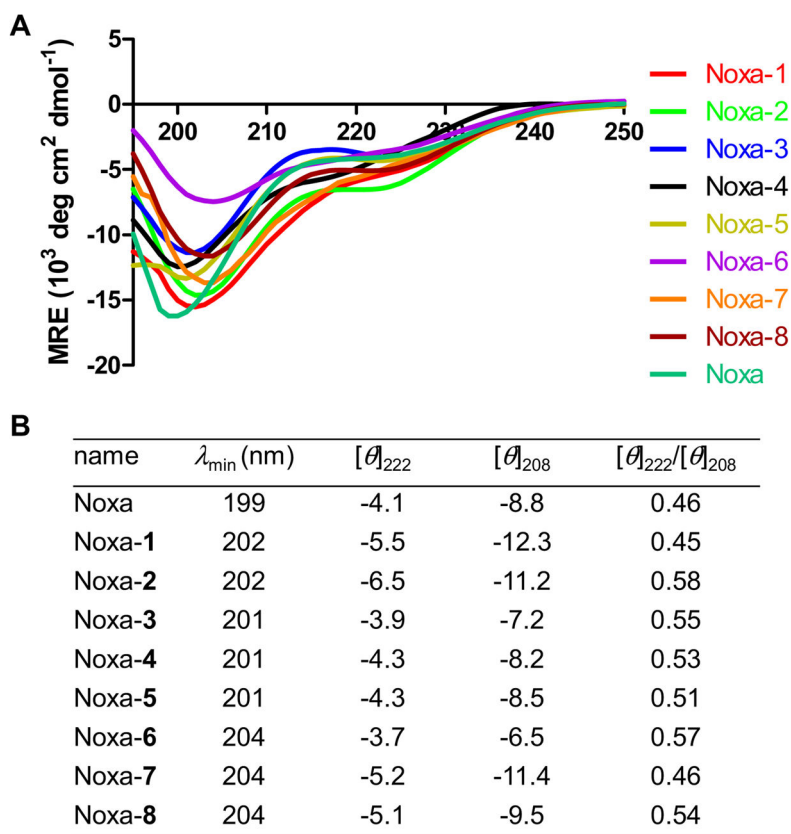 A
MRE (10³ deg cm² dmol⁻¹)
5
0
-5
-10
-15
-20
200 210 220 230 240 250
Noxa-1
Noxa-2
Noxa-3
Noxa-4
Noxa-5
Noxa-6
Noxa-7
Noxa-8
Noxa
B
name λmin (nm) [θ]222 [θ]208 [θ]222/[θ]208
Noxa 199 -4.1 -8.8 0.46
Noxa-1 202 -5.5 -12.3 0.45
Noxa-2 202 -6.5 -11.2 0.58
Noxa-3 201 -3.9 -7.2 0.55
Noxa-4 201 -4.3 -8.2 0.53
Noxa-5 201 -4.3 -8.5 0.51
Noxa-6 204 -3.7 -6.5 0.57
Noxa-7 204 -5.2 -11.4 0.46
Noxa-8 204 -5.1 -9.5 0.54